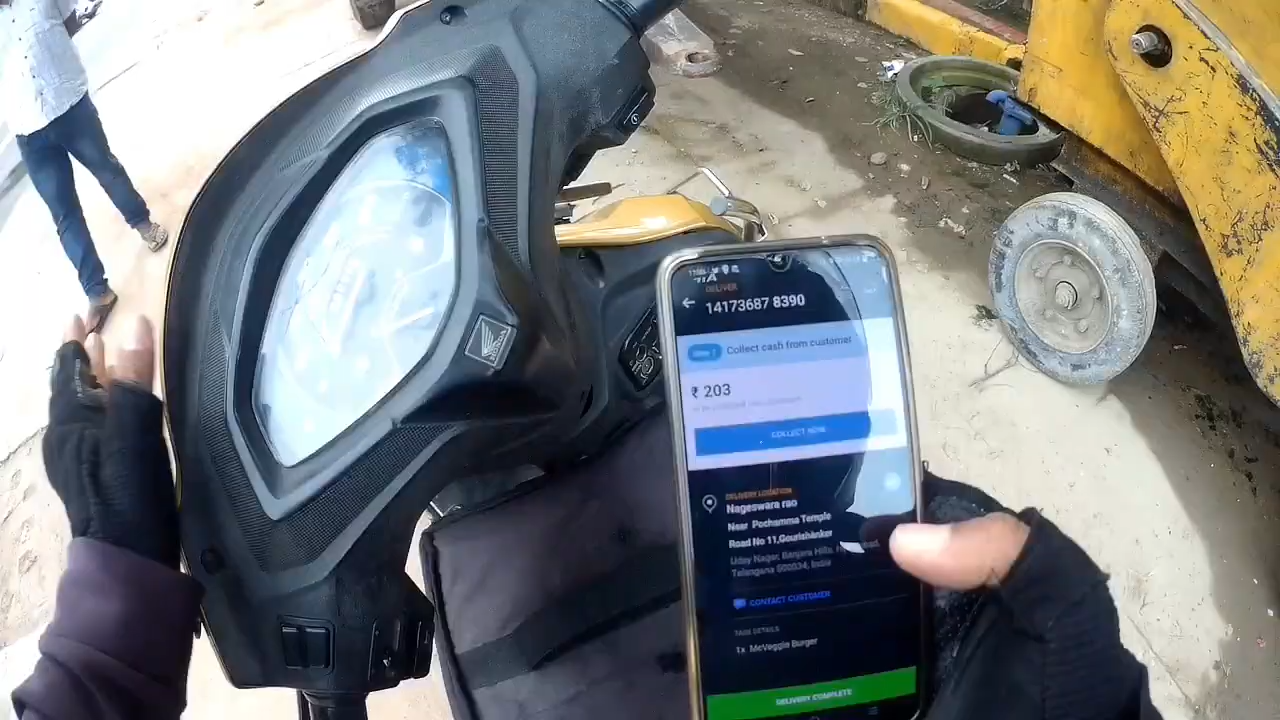 DELIVER
14173687 8390
Collect cash from customer
₹ 203
COLLECT NOW
DELIVERY LOCATION
Nageswara rao
Near Pochamma Temple
Road No 11,Gourishanker
Uday Nagar, Banjara Hills,
Telangana 500034, India
CONTACT CUSTOMER
TASK DETAILS
1x McVeggie Burger
DELIVERY COMPLETE
HONDA